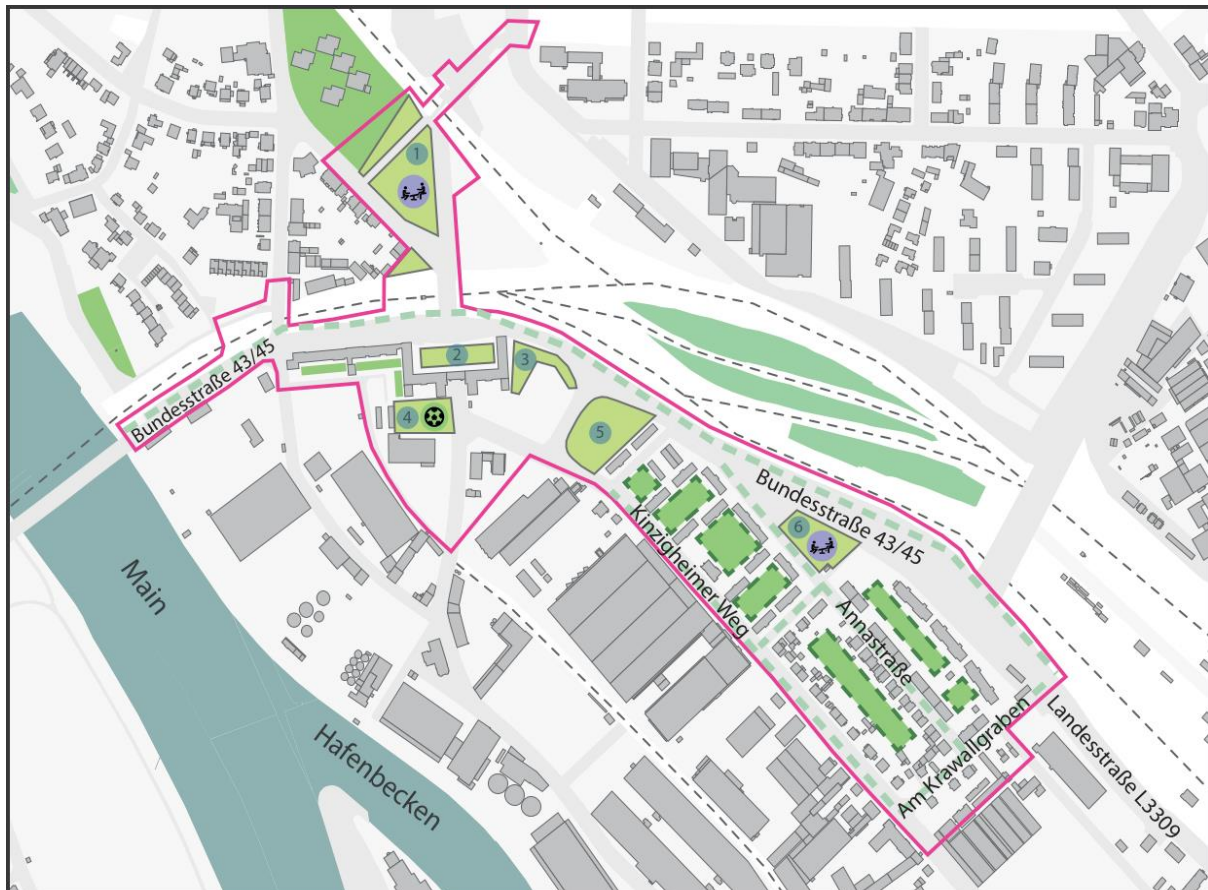 1
Bundesstraße 43/45
2
3
4
5
6
Bundesstraße 43/45
Kinzigheimer Weg
Annastraße
Am Krawallgraben
Landesstraße L3309
Main
Hafenbecken